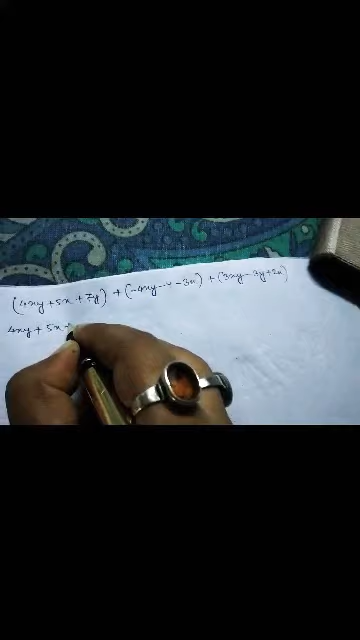 (4xy + 5x + 7y) + (-4xy - y - 3x) + (3xy - 3y + 2x)
4xy + 5x +